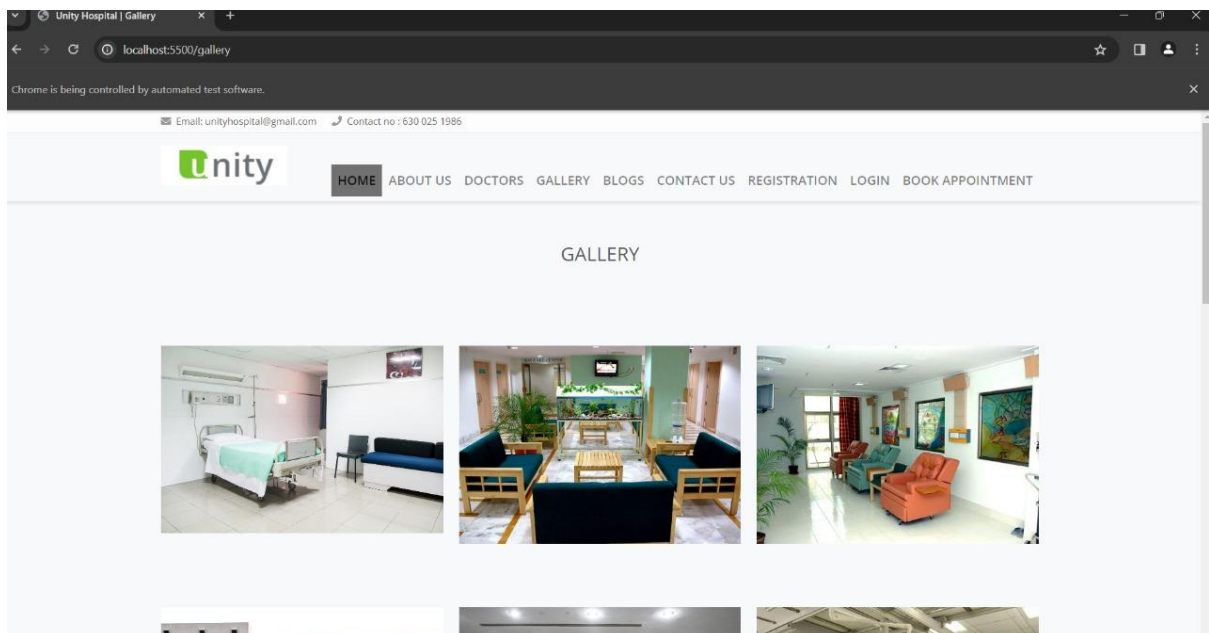 Unity Hospital | Gallery
localhost:5500/gallery
Chrome is being controlled by automated test software.
Email: unityhospital@gmail.com Contact no : 630 025 1986
unity
HOME ABOUT US DOCTORS GALLERY BLOGS CONTACT US REGISTRATION LOGIN BOOK APPOINTMENT
GALLERY